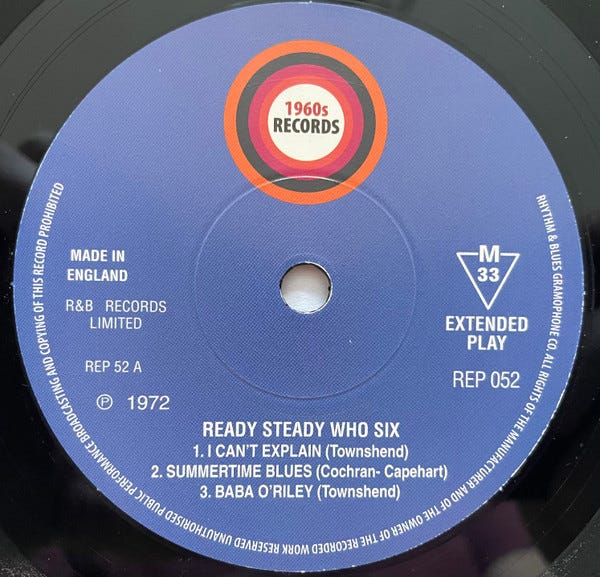 1960s
RECORDS
MADE IN
ENGLAND
R&B RECORDS
LIMITED
REP 52 A
Ⓟ 1972
M
33
EXTENDED
PLAY
REP 052
READY STEADY WHO SIX
1. I CAN'T EXPLAIN (Townshend)
2. SUMMERTIME BLUES (Cochran- Capehart)
3. BABA O'RILEY (Townshend)
RHYTHM & BLUES GRAMOPHONE CO. ALL RIGHTS OF THE MANUFACTURER AND OF THE OWNER OF THE RECORDED WORK RESERVED UNAUTHORISED PUBLIC PERFORMANCE BROADCASTING AND COPYING OF THIS RECORD PROHIBITED